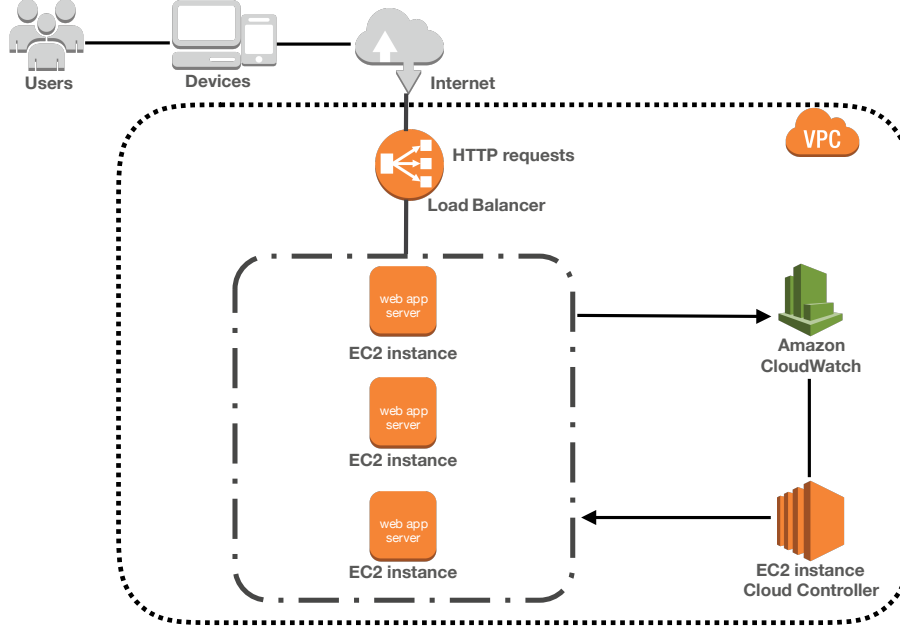 Users
Devices
Internet
VPC
HTTP requests
Load Balancer
web app
server
EC2 instance
web app
server
EC2 instance
web app
server
EC2 instance
Amazon
CloudWatch
EC2 instance
Cloud Controller